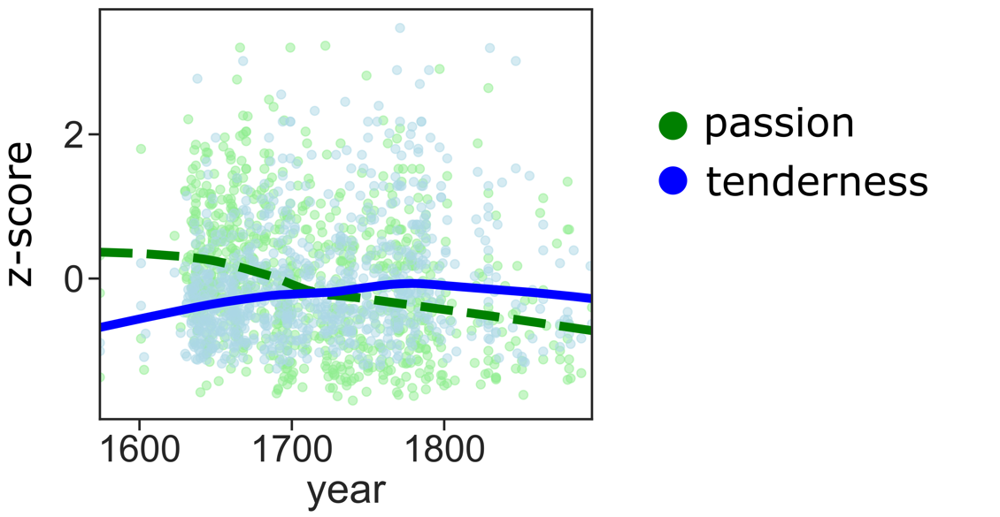 z-score
2
0
1600
1700
1800
year
passion
tenderness